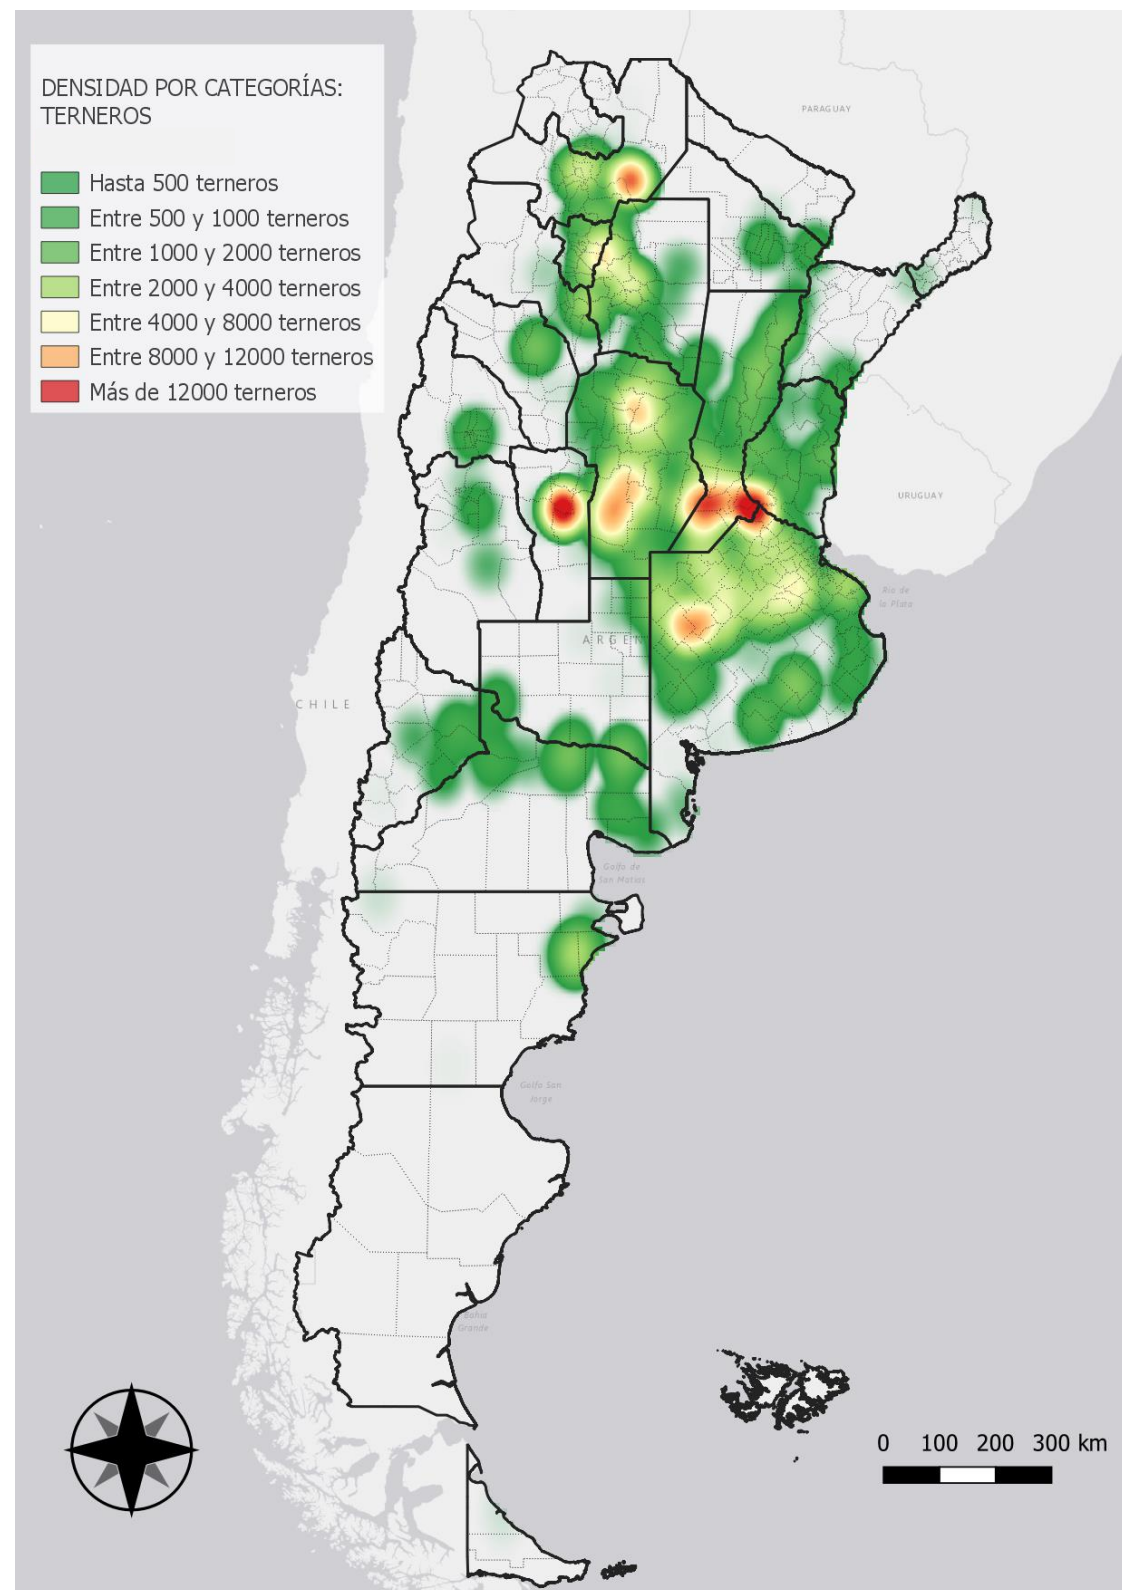 DENSIDAD POR CATEGORÍAS:
TERNEROS
Hasta 500 terneros
Entre 500 y 1000 terneros
Entre 1000 y 2000 terneros
Entre 2000 y 4000 terneros
Entre 4000 y 8000 terneros
Entre 8000 y 12000 terneros
Más de 12000 terneros
PARAGUAY
URUGUAY
Río de
la Plata
ARGEN
CHILE
Golfo de
San Matías
Golfo San
Jorge
Bahía
Grande
0 100 200 300 km